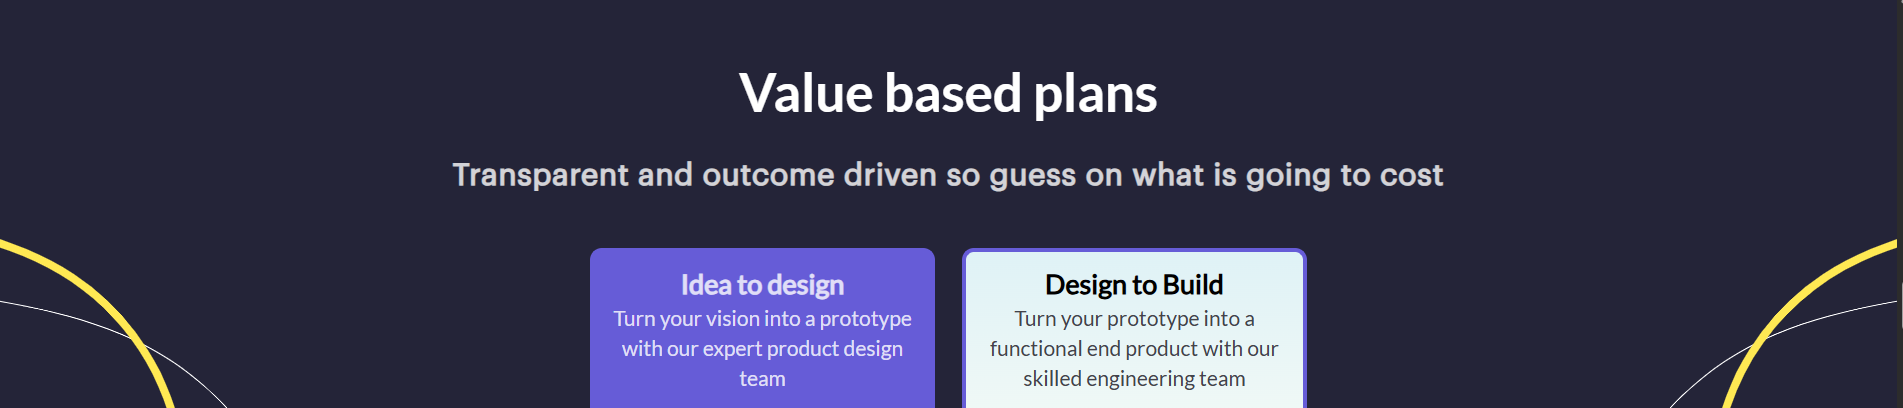 Value based plans
Transparent and outcome driven so guess on what is going to cost
Idea to design
Turn your vision into a prototype
with our expert product design
team
Design to Build
Turn your prototype into a
functional end product with our
skilled engineering team